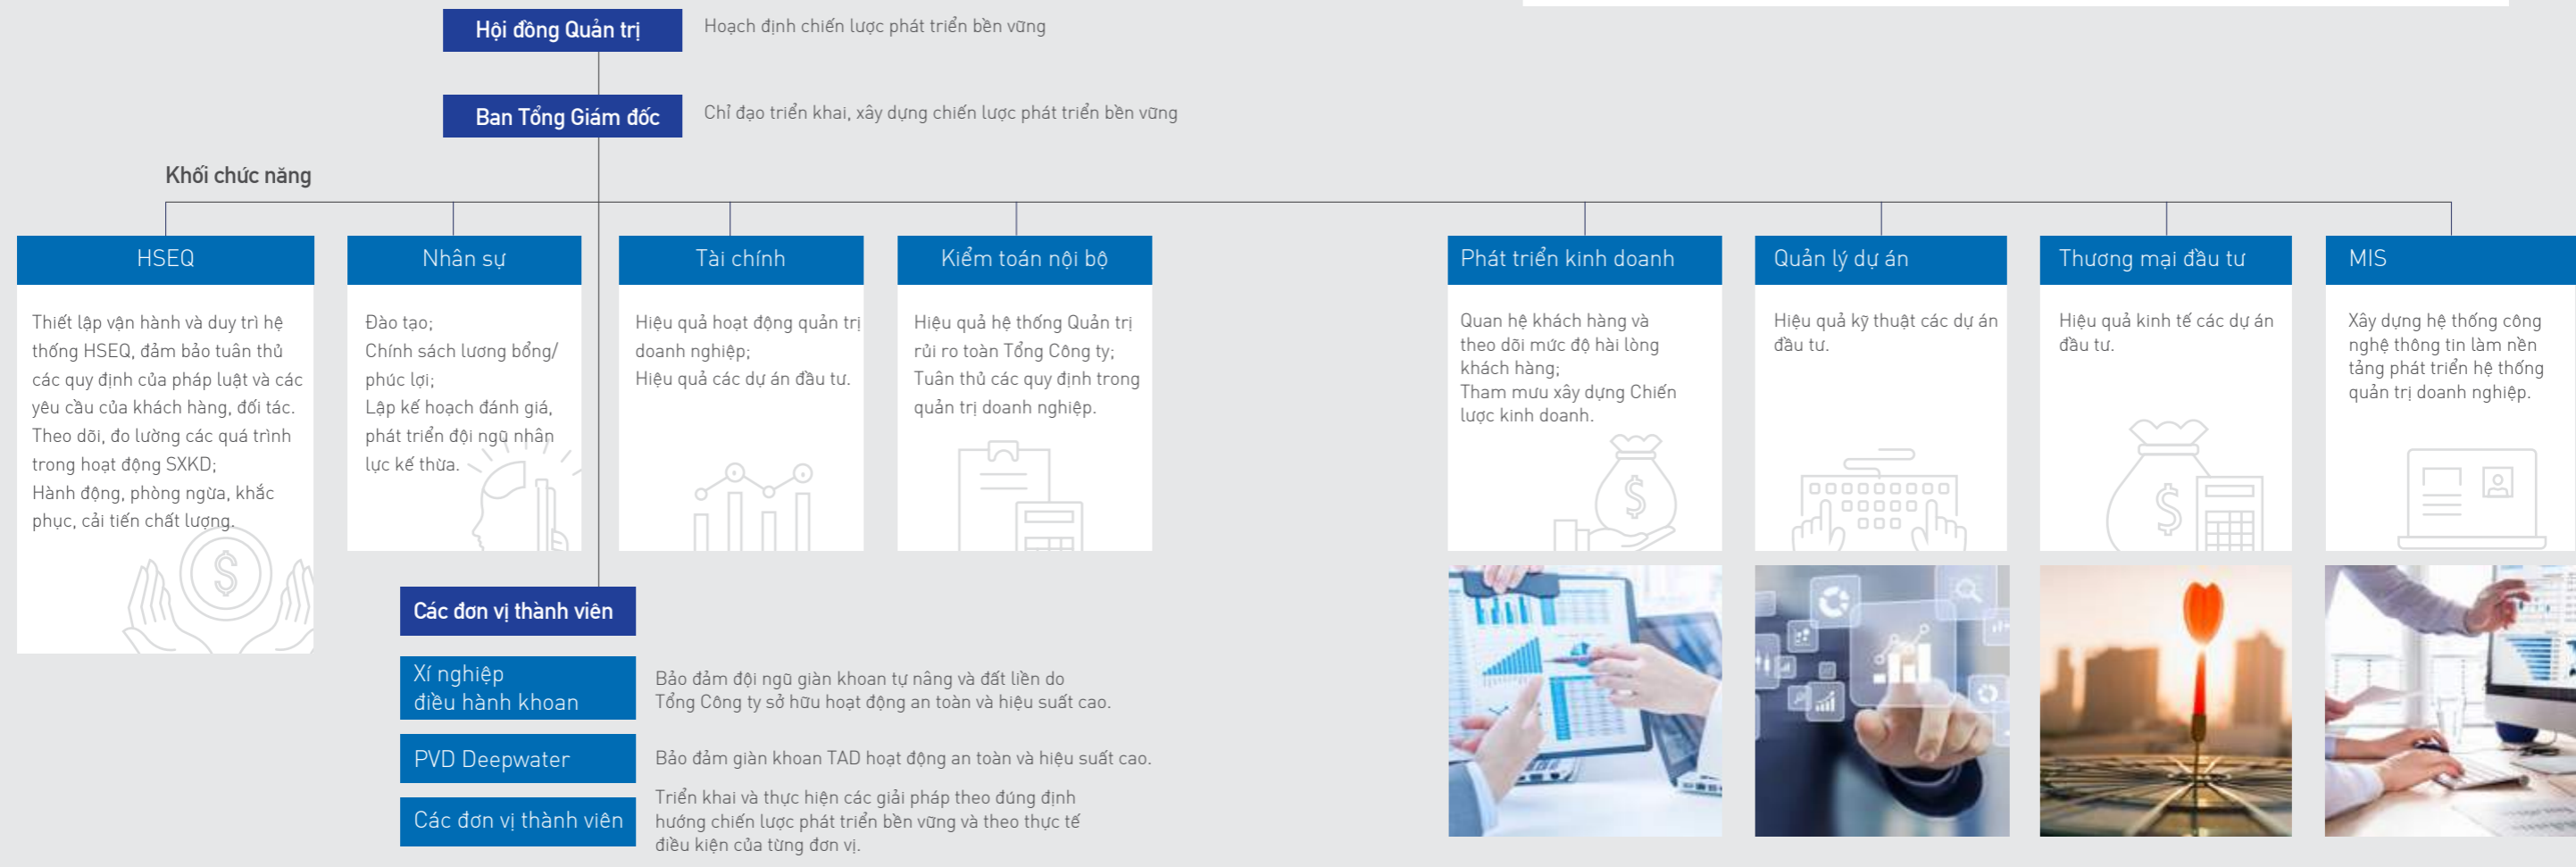 Hội đồng Quản trị
Hoạch định chiến lược phát triển bền vững
Ban Tổng Giám đốc
Chỉ đạo triển khai, xây dựng chiến lược phát triển bền vững
Khối chức năng
HSEQ
Thiết lập vận hành và duy trì hệ
thống HSEQ, đảm bảo tuân thủ
các quy định của pháp luật và các
yêu cầu của khách hàng, đối tác.
Theo dõi, đo lường các quá trình
trong hoạt động SXKD;
Hành động, phòng ngừa, khắc
phục, cải tiến chất lượng.
Nhân sự
Đào tạo;
Chính sách lương bổng/
phúc lợi;
Lập kế hoạch đánh giá,
phát triển đội ngũ nhân
lực kế thừa.
Tài chính
Hiệu quả hoạt động quản trị
doanh nghiệp;
Hiệu quả các dự án đầu tư.
Kiểm toán nội bộ
Hiệu quả hệ thống Quản trị
rủi ro toàn Tổng Công ty;
Tuân thủ các quy định trong
quản trị doanh nghiệp.
Phát triển kinh doanh
Quan hệ khách hàng và
theo dõi mức độ hài lòng
khách hàng;
Tham mưu xây dựng Chiến
lược kinh doanh.
Quản lý dự án
Hiệu quả kỹ thuật các dự án
đầu tư.
Thương mại đầu tư
Hiệu quả kinh tế các dự án
đầu tư.
MIS
Xây dựng hệ thống công
nghệ thông tin làm nền
tảng phát triển hệ thống
quản trị doanh nghiệp.
Các đơn vị thành viên
Xí nghiệp
điều hành khoan
Bảo đảm đội ngũ giàn khoan tự nâng và đất liền do
Tổng Công ty sở hữu hoạt động an toàn và hiệu suất cao.
PVD Deepwater
Bảo đảm giàn khoan TAD hoạt động an toàn và hiệu suất cao.
Các đơn vị thành viên
Triển khai và thực hiện các giải pháp theo đúng định
hướng chiến lược phát triển bền vững và theo thực tế
điều kiện của từng đơn vị.